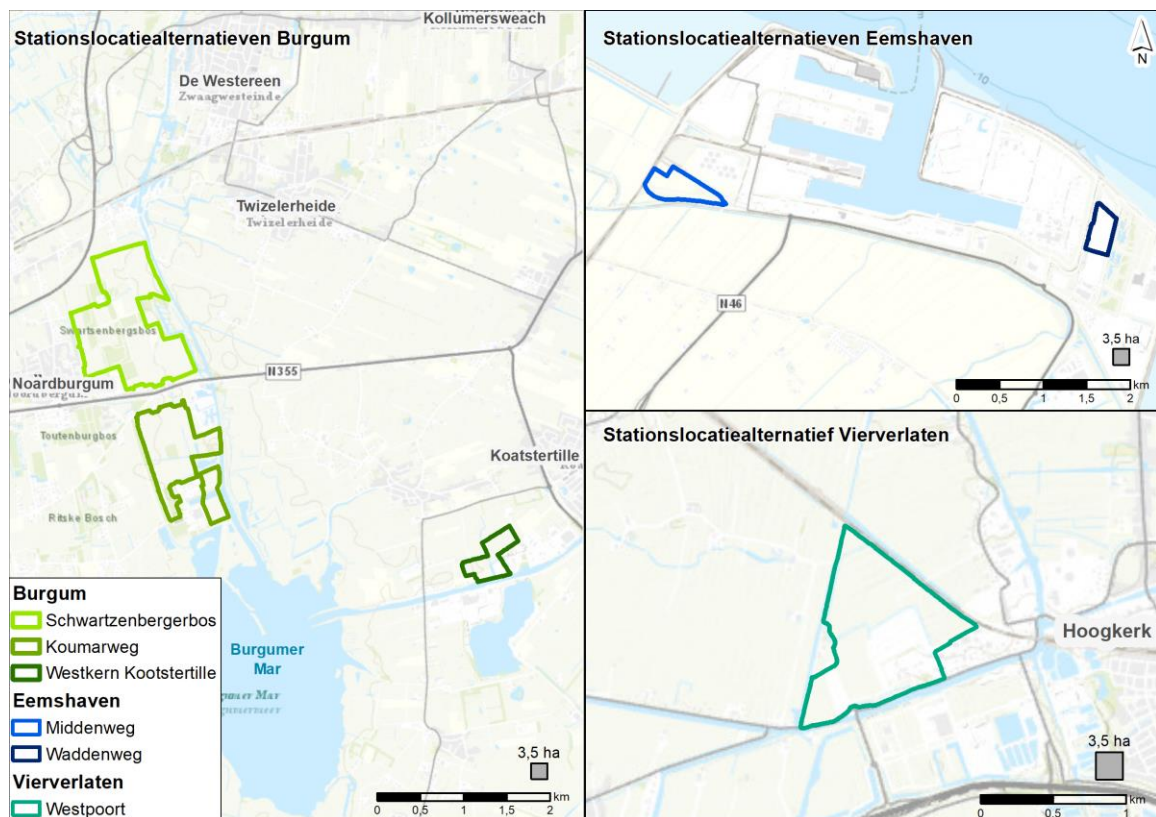 Stationslocatiealternatieven Burgum
Kollumersweach
De Westereen
Zwaagwesteinde
Twizelerheide
Twizelerheide
Swartsenbergsbos
N355
Noardburgum
Toutenburgbos
Koatstertille
Ritske Bosch
Burgumer
Mar
Burgum
Schwartzenbergerbos
Koumarweg
Westkern Kootstertille
Eemshaven
Middenweg
Waddenweg
Vierverlaten
Westpoort
3,5 ha
km
0 0,5 1 1,5 2
Stationslocatiealternatieven Eemshaven
N
-10
N46
3,5 ha
km
0 0,5 1 1,5 2
Stationslocatiealternatief Vierverlaten
Hoogkerk
3,5 ha
km
0 0,5 1